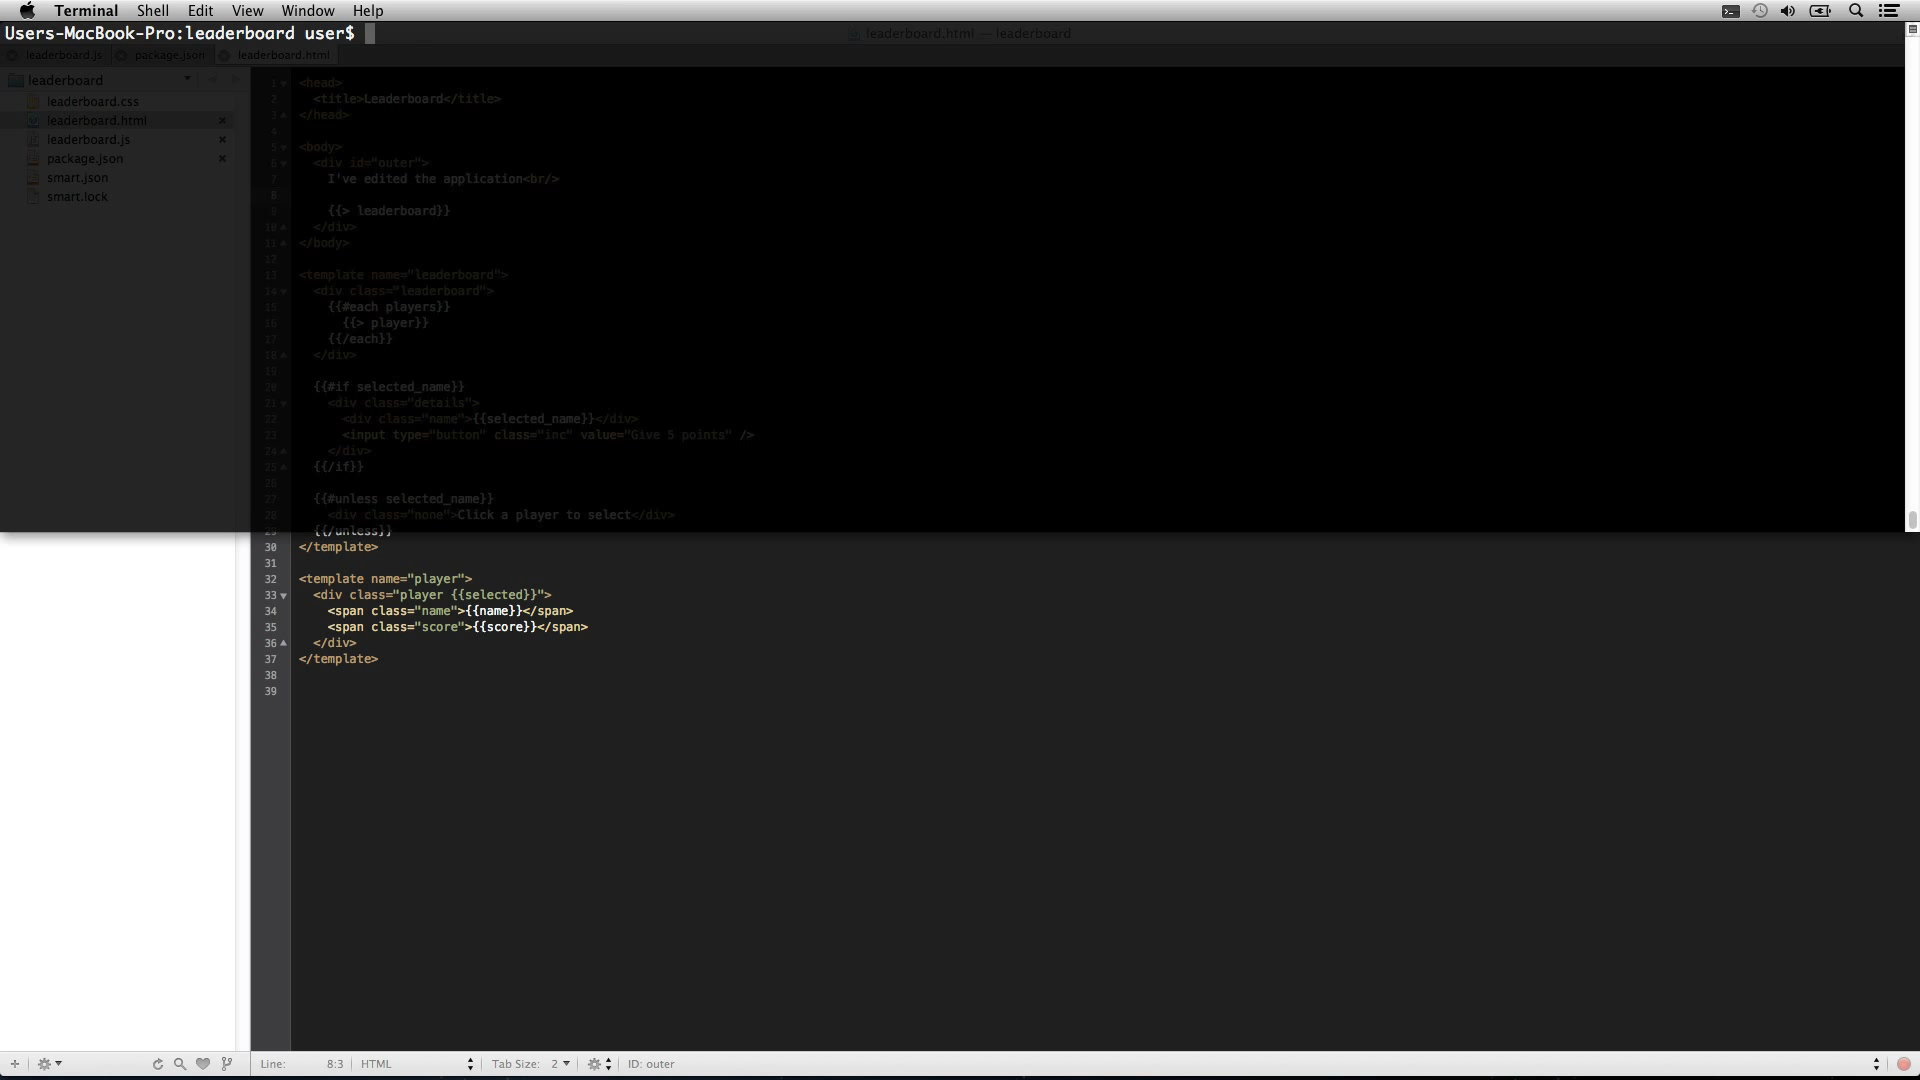 Terminal Shell Edit View Window Help
Users-MacBook-Pro:leaderboard user$
leaderboard.html — leaderboard
leaderboard.js package.json leaderboard.html
leaderboard
leaderboard.css
leaderboard.html
leaderboard.js
package.json
smart.json
smart.lock
1 <head>
2 <title>Leaderboard</title>
3 </head>
4
5 <body>
6 <div id="outer">
7 I've edited the application<br/>
8
9 {{> leaderboard}}
10 </div>
11 </body>
12
13 <template name="leaderboard">
14 <div class="leaderboard">
15 {{#each players}}
16 {{> player}}
17 {{/each}}
18 </div>
19
20 {{#if selected_name}}
21 <div class="details">
22 <div class="name">{{selected_name}}</div>
23 <input type="button" class="inc" value="Give 5 points" />
24 </div>
25 {{/if}}
26
27 {{#unless selected_name}}
28 <div class="none">Click a player to select</div>
29 {{/unless}}
30 </template>
31
32 <template name="player">
33 <div class="player {{selected}}">
34 <span class="name">{{name}}</span>
35 <span class="score">{{score}}</span>
36 </div>
37 </template>
38
39
Line: 8:3 HTML Tab Size: 2 ID: outer